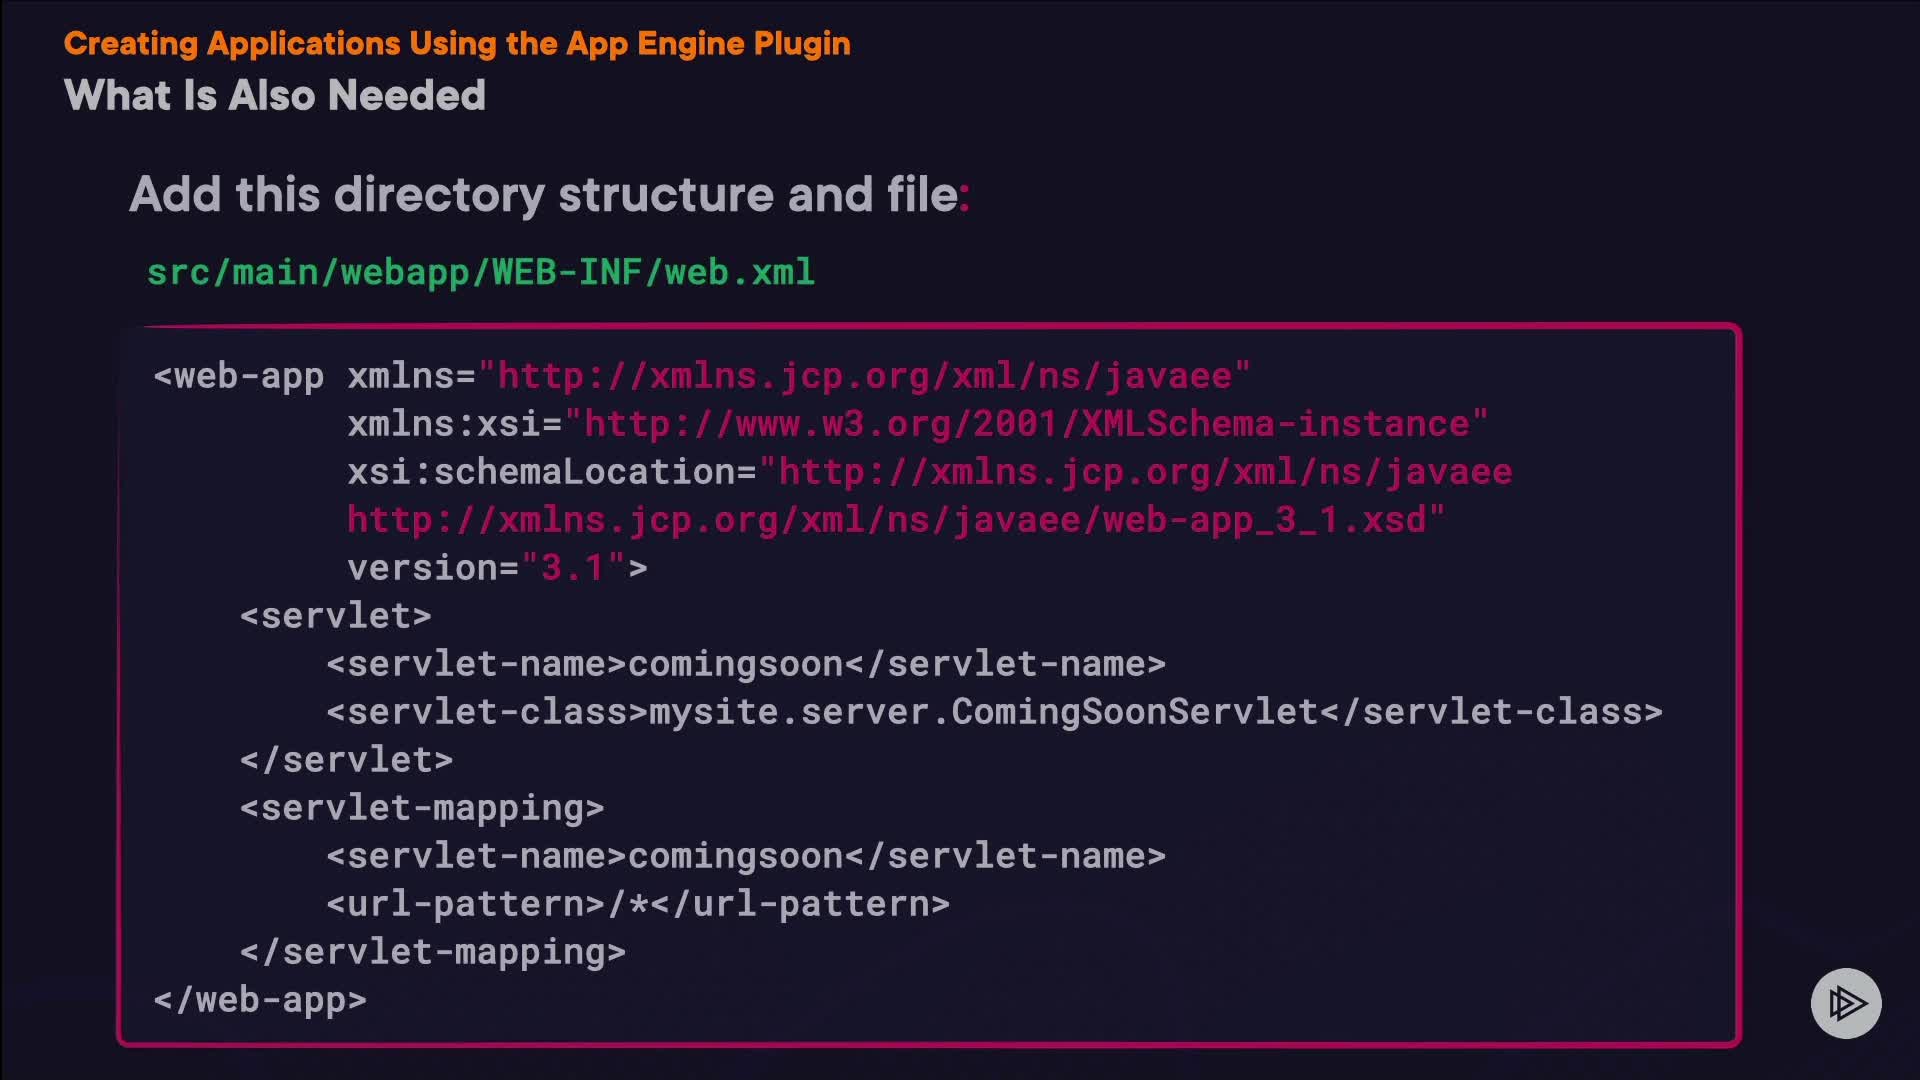 Creating Applications Using the App Engine Plugin
What Is Also Needed
Add this directory structure and file:
src/main/webapp/WEB-INF/web.xml
<web-app xmlns="http://xmlns.jcp.org/xml/ns/javaee"
         xmlns:xsi="http://www.w3.org/2001/XMLSchema-instance"
         xsi:schemaLocation="http://xmlns.jcp.org/xml/ns/javaee
         http://xmlns.jcp.org/xml/ns/javaee/web-app_3_1.xsd"
         version="3.1">
    <servlet>
        <servlet-name>comingsoon</servlet-name>
        <servlet-class>mysite.server.ComingSoonServlet</servlet-class>
    </servlet>
    <servlet-mapping>
        <servlet-name>comingsoon</servlet-name>
        <url-pattern>/*</url-pattern>
    </servlet-mapping>
</web-app>